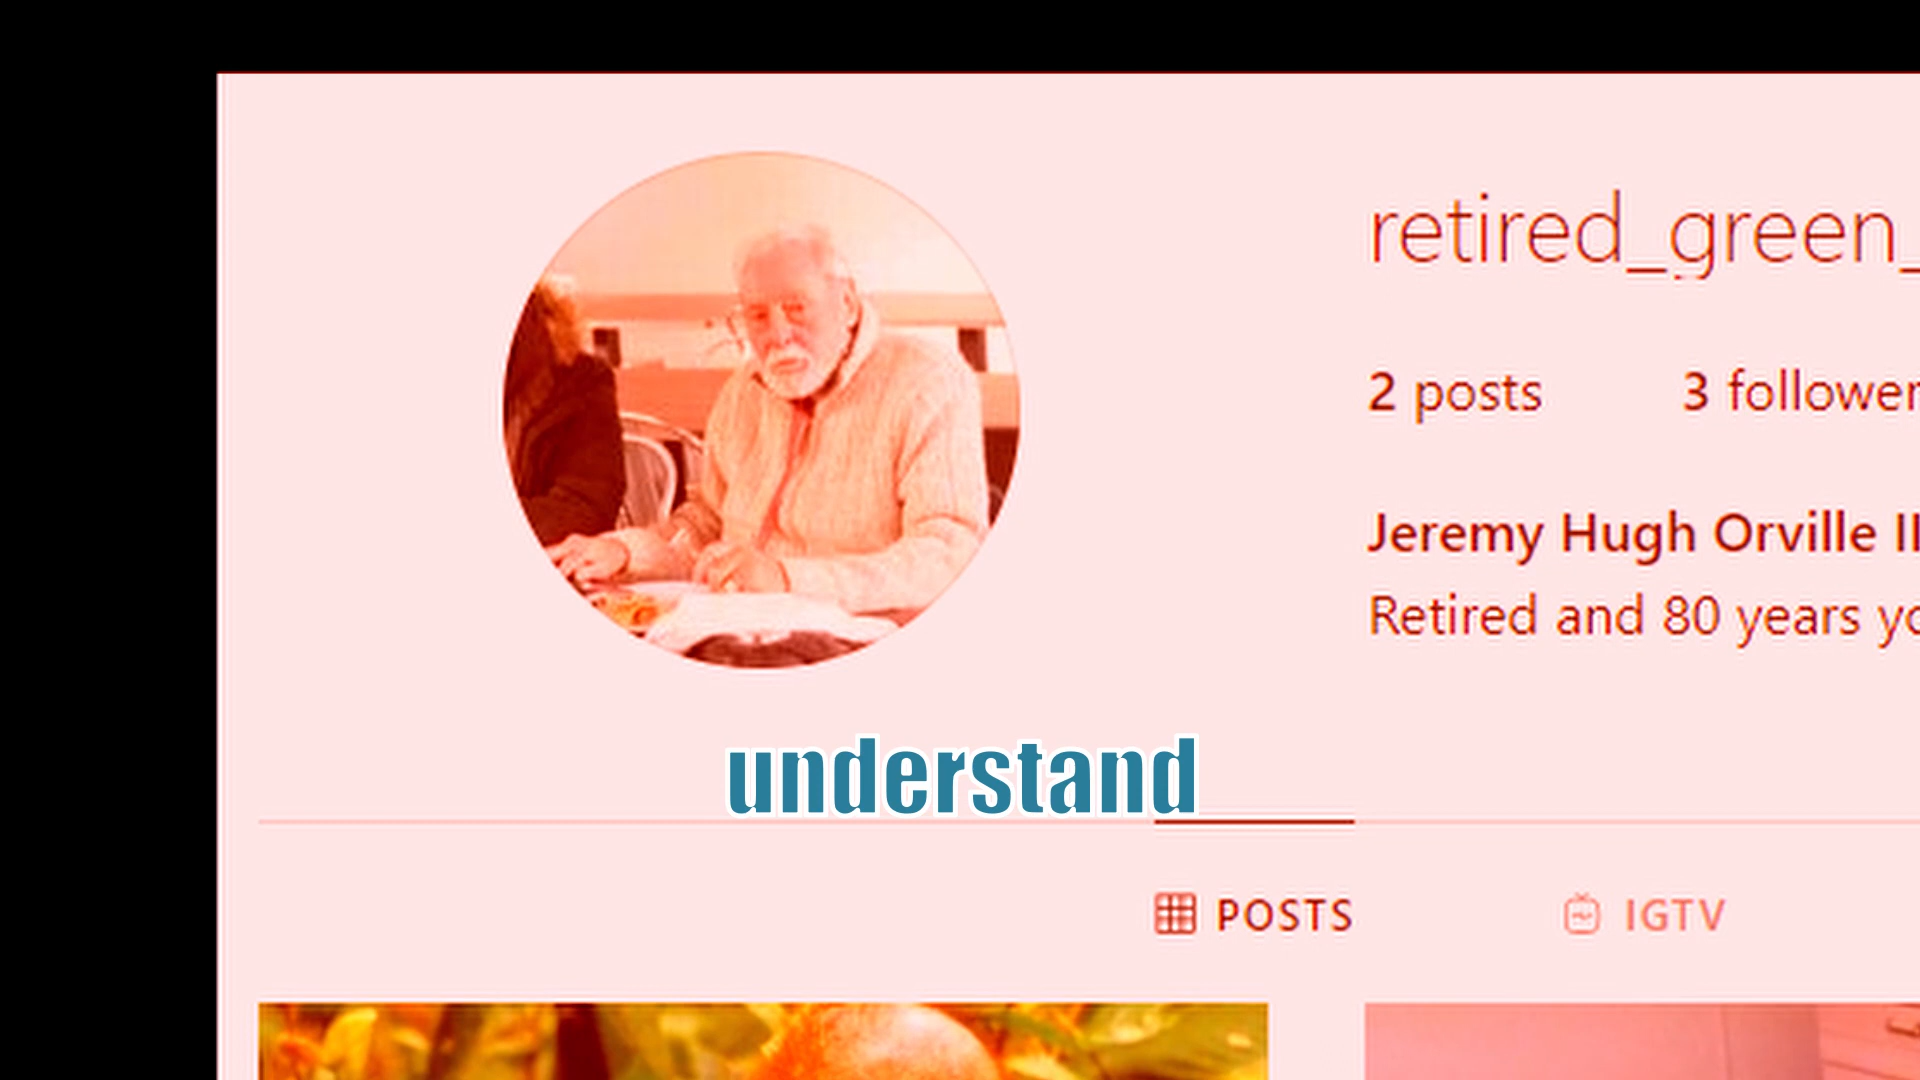 retired_green_
2 posts 3 follower
Jeremy Hugh Orville II
Retired and 80 years yo
understand
POSTS IGTV